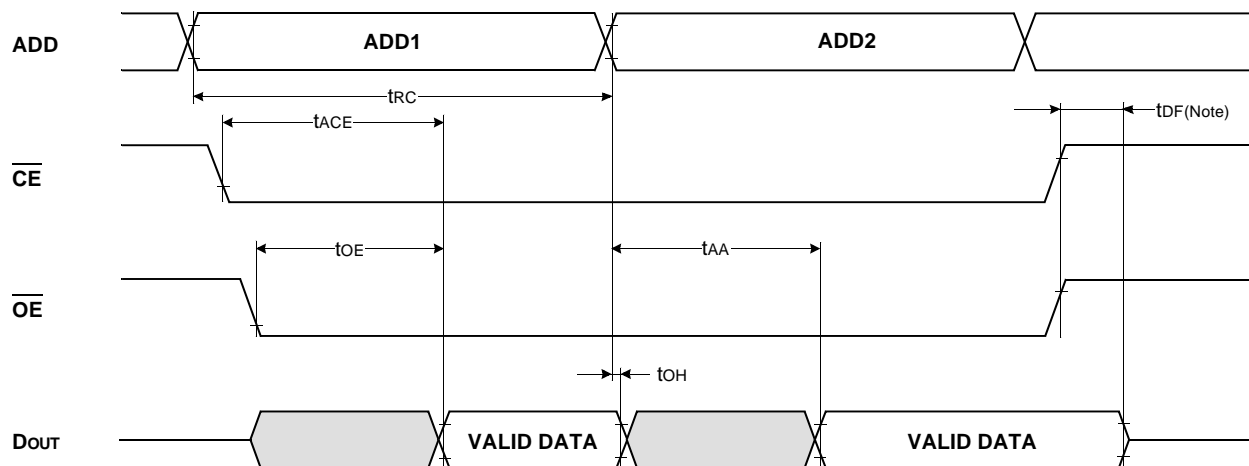 ADD
ADD1
ADD2
tRC
tACE
tDF(Note)
CE
tOE
tAA
OE
tOH
DOUT
VALID DATA
VALID DATA